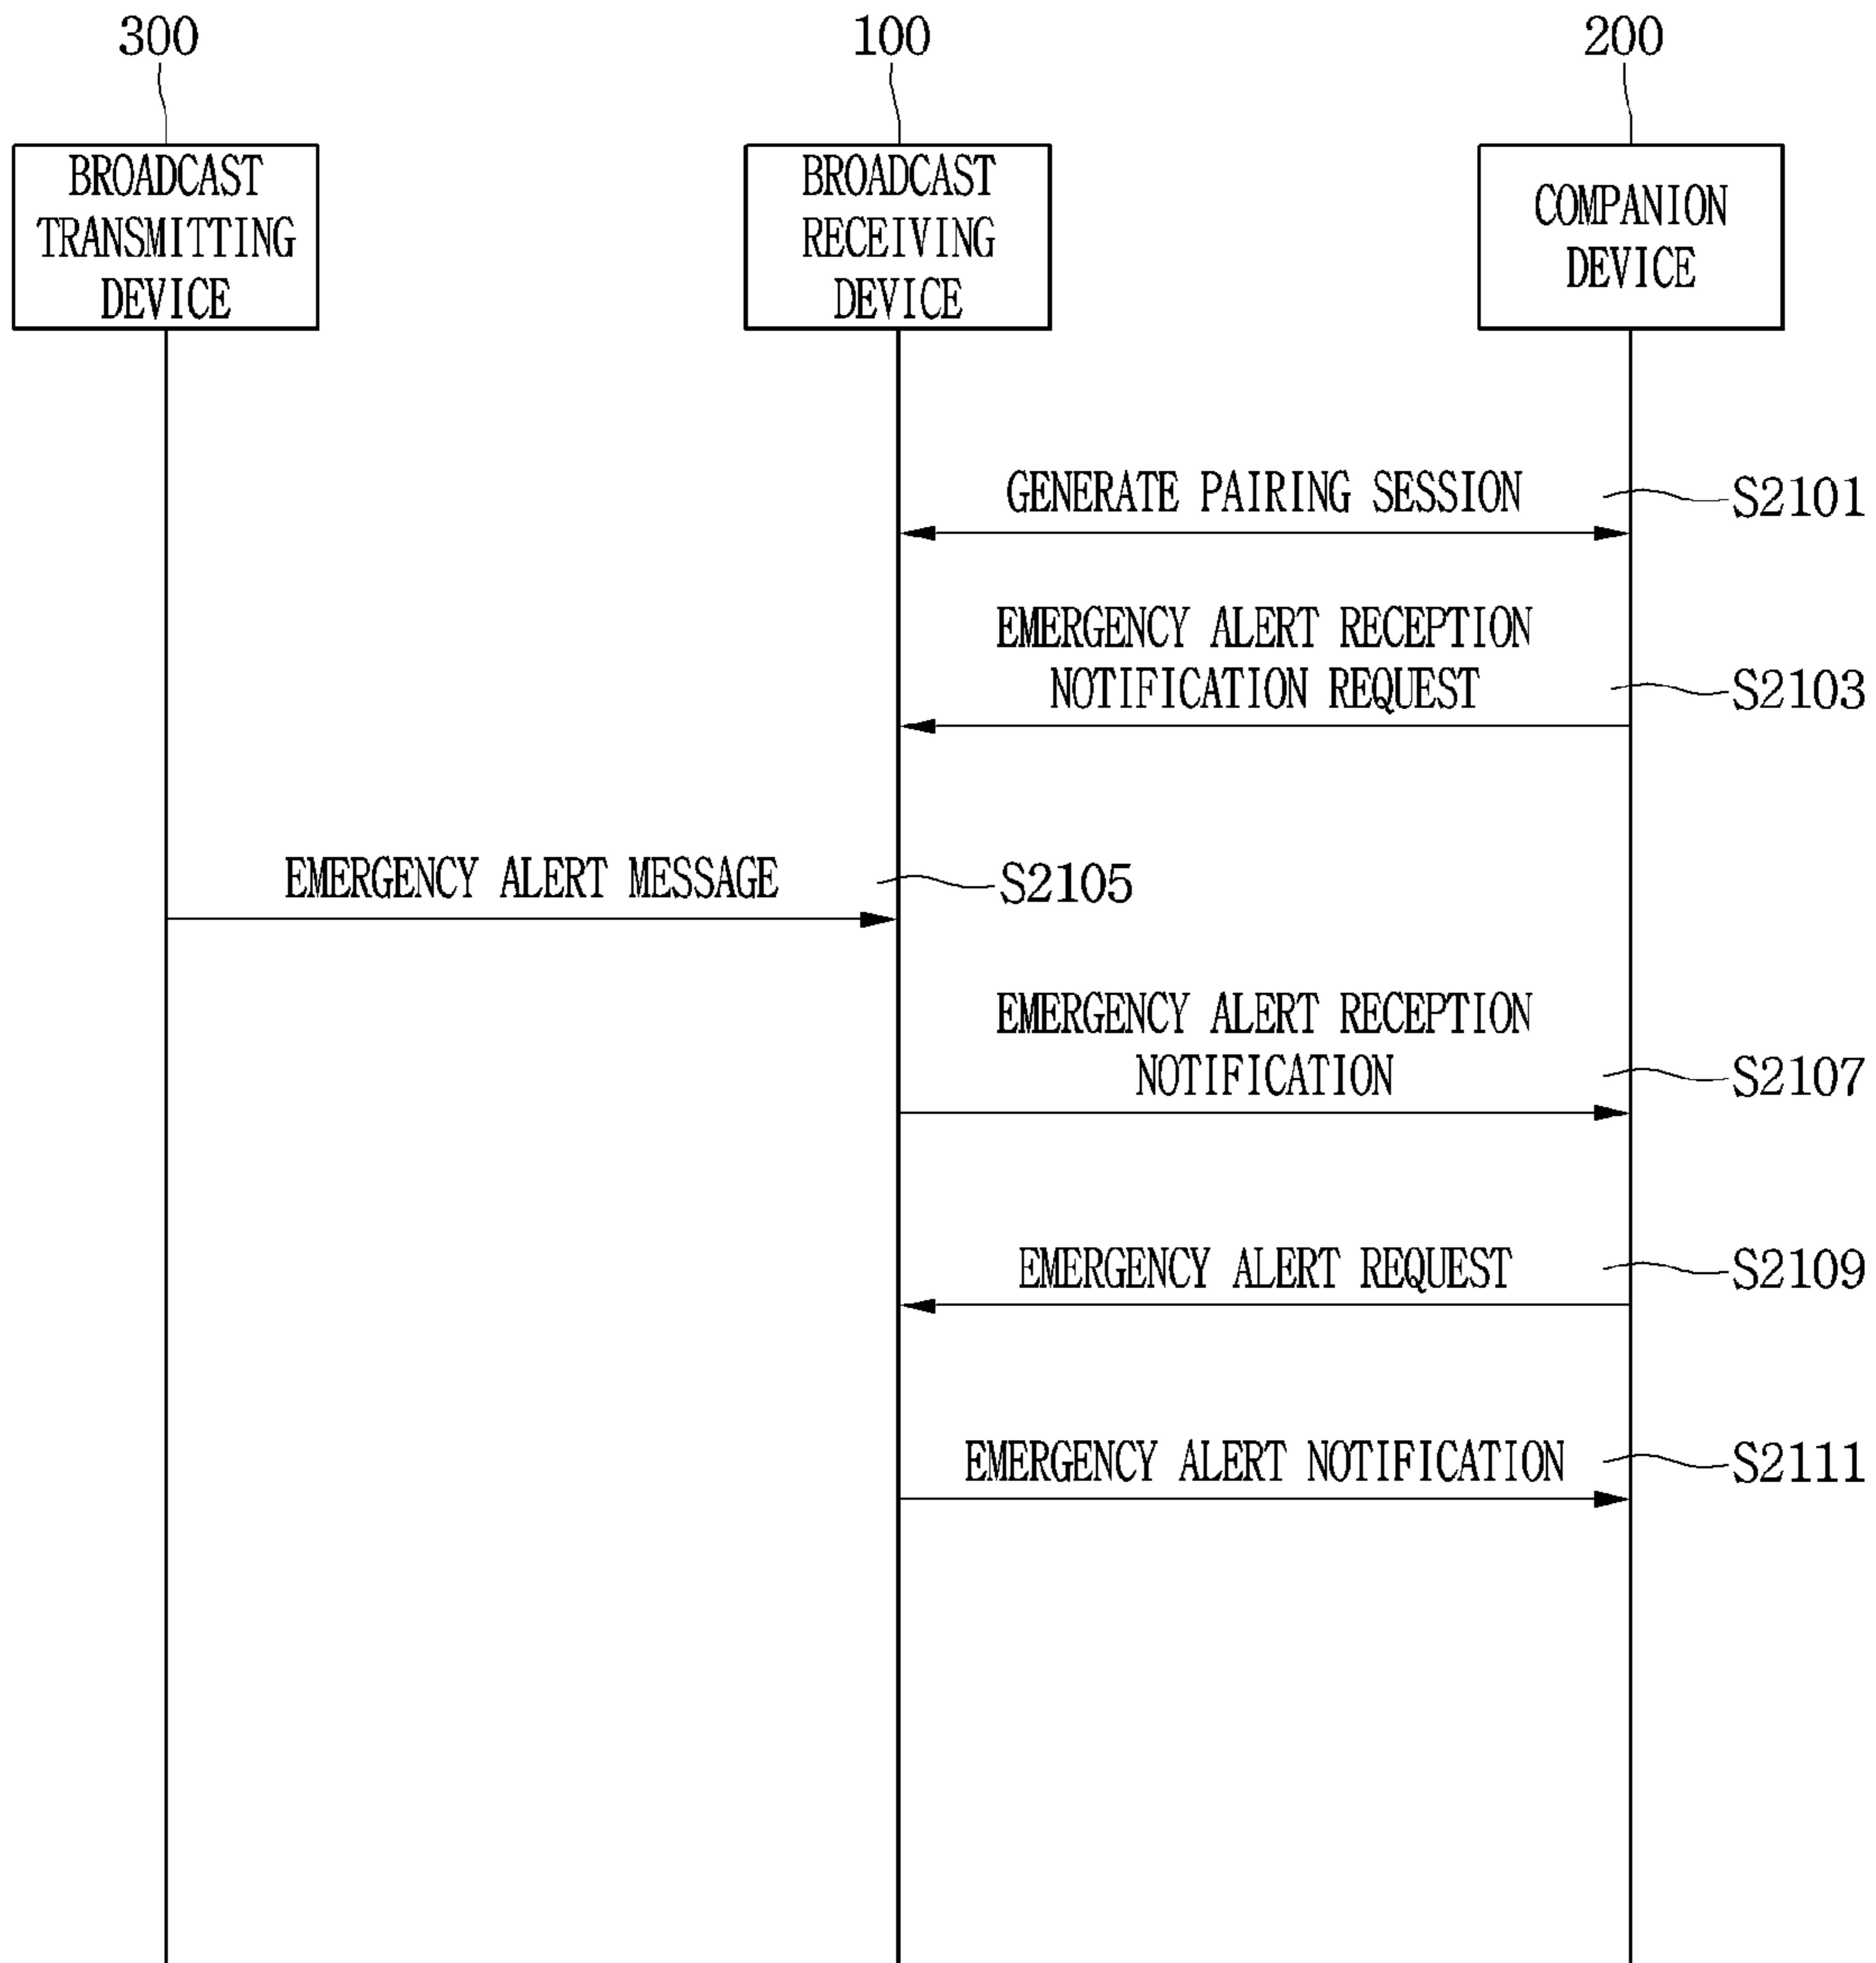 300
100
200
BROADCAST
TRANSMITTING
DEVICE
BROADCAST
RECEIVING
DEVICE
COMPANION
DEVICE
GENERATE PAIRING SESSION
S2101
EMERGENCY ALERT RECEPTION
NOTIFICATION REQUEST
S2103
EMERGENCY ALERT MESSAGE
S2105
EMERGENCY ALERT RECEPTION
NOTIFICATION
S2107
EMERGENCY ALERT REQUEST
S2109
EMERGENCY ALERT NOTIFICATION
S2111